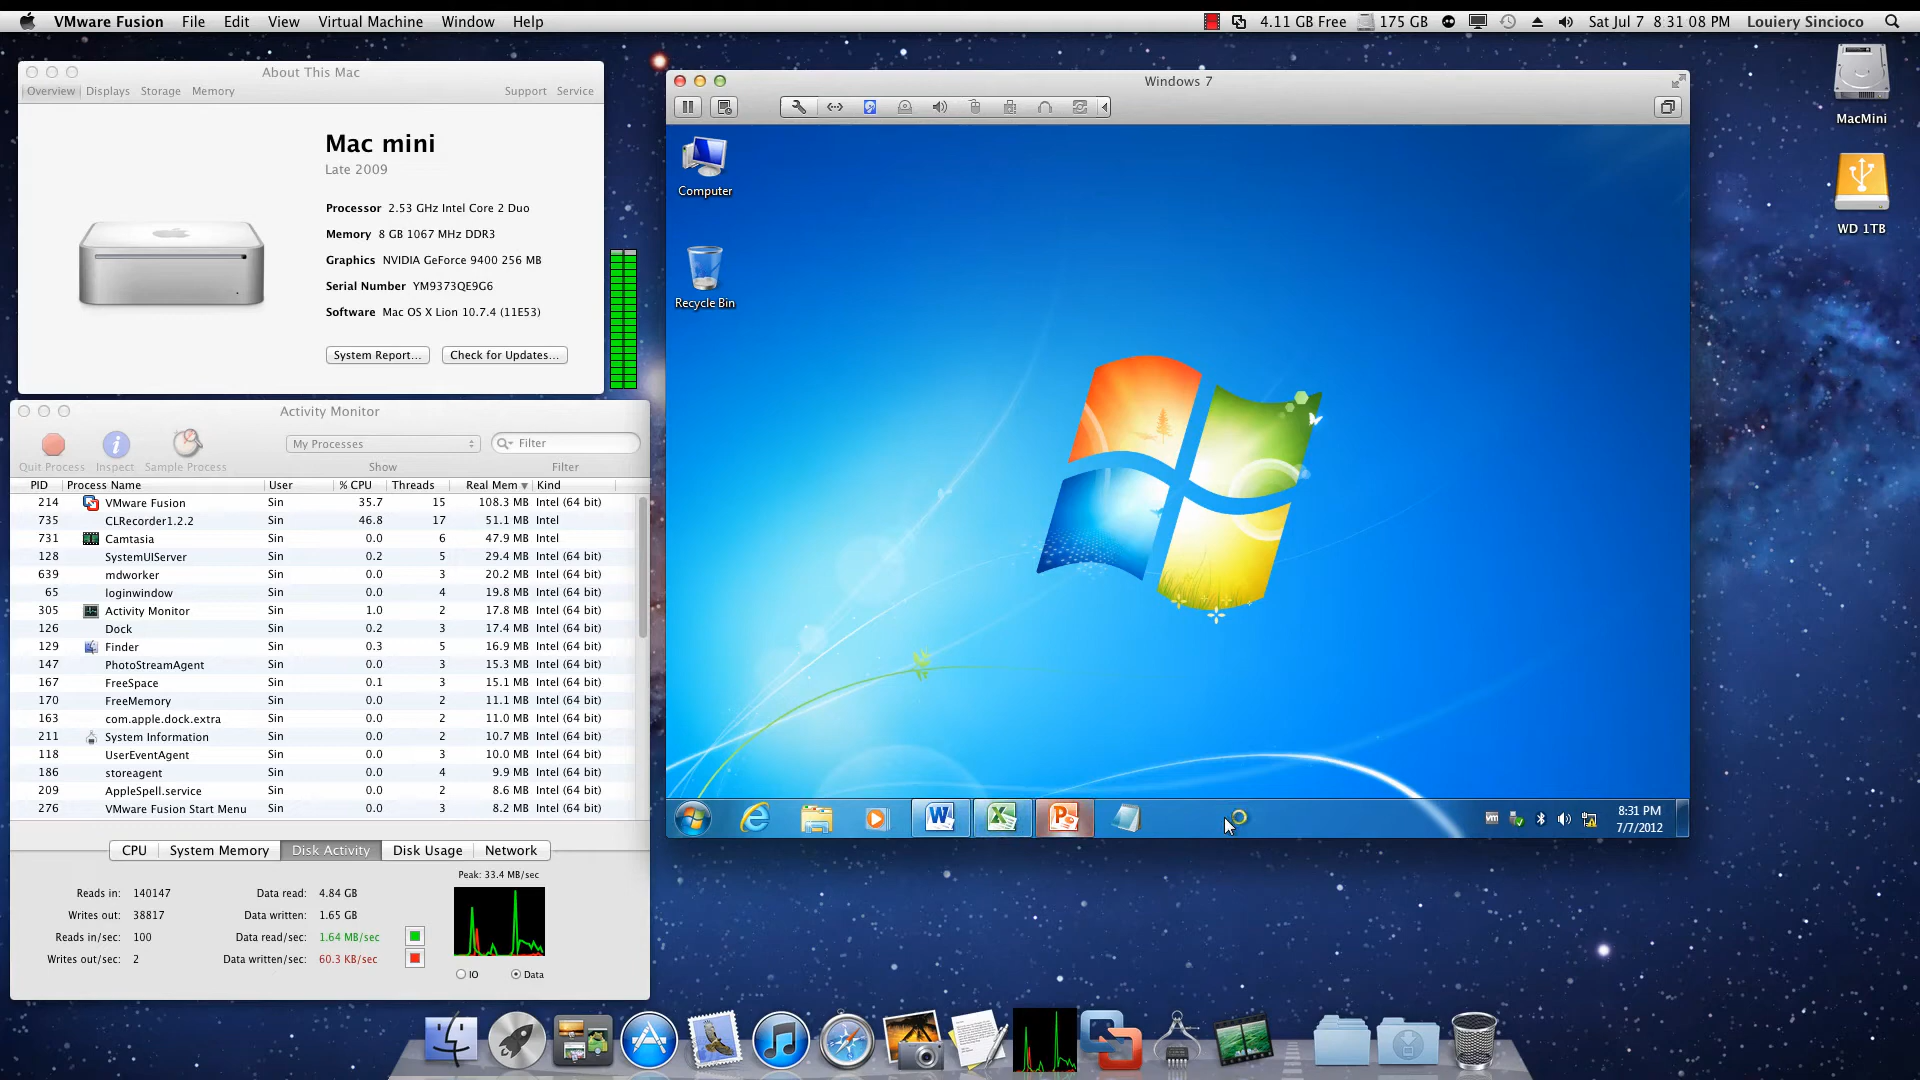 VMware Fusion File Edit View Virtual Machine Window Help 4.11 GB Free 175 GB Sat Jul 7 8 31 08 PM Louiery Sincioco
About This Mac
Overview Displays Storage Memory Support Service
Mac mini
Late 2009
Processor 2.53 GHz Intel Core 2 Duo
Memory 8 GB 1067 MHz DDR3
Graphics NVIDIA GeForce 9400 256 MB
Serial Number YM9373QE9G6
Software Mac OS X Lion 10.7.4 (11E53)
System Report... Check for Updates...
Activity Monitor
My Processes Filter
Quit Process Inspect Sample Process Show Filter
PID Process Name User % CPU Threads Real Mem Kind
214 VMware Fusion Sin 35.7 15 108.3 MB Intel (64 bit)
735 CLRecorder1.2.2 Sin 46.8 17 51.1 MB Intel
731 Camtasia Sin 0.0 6 47.9 MB Intel
128 SystemUIServer Sin 0.2 5 29.4 MB Intel (64 bit)
639 mdworker Sin 0.0 3 20.2 MB Intel (64 bit)
65 loginwindow Sin 0.0 4 19.8 MB Intel (64 bit)
305 Activity Monitor Sin 1.0 2 17.8 MB Intel (64 bit)
126 Dock Sin 0.2 3 17.4 MB Intel (64 bit)
129 Finder Sin 0.3 5 16.9 MB Intel (64 bit)
147 PhotoStreamAgent Sin 0.0 3 15.3 MB Intel (64 bit)
167 FreeSpace Sin 0.1 3 15.1 MB Intel (64 bit)
170 FreeMemory Sin 0.0 2 11.1 MB Intel (64 bit)
163 com.apple.dock.extra Sin 0.0 2 11.0 MB Intel (64 bit)
211 System Information Sin 0.0 2 10.7 MB Intel (64 bit)
118 UserEventAgent Sin 0.0 3 10.0 MB Intel (64 bit)
186 storeagent Sin 0.0 4 9.9 MB Intel (64 bit)
209 AppleSpell.service Sin 0.0 2 8.6 MB Intel (64 bit)
276 VMware Fusion Start Menu Sin 0.0 3 8.2 MB Intel (64 bit)
CPU System Memory Disk Activity Disk Usage Network
Peak: 33.4 MB/sec
Reads in: 140147 Data read: 4.84 GB
Writes out: 38817 Data written: 1.65 GB
Reads in/sec: 100 Data read/sec: 1.64 MB/sec
Writes out/sec: 2 Data written/sec: 60.3 KB/sec
IO Data
Windows 7
Computer
Recycle Bin
8:31 PM
7/7/2012
MacMini
WD 1TB